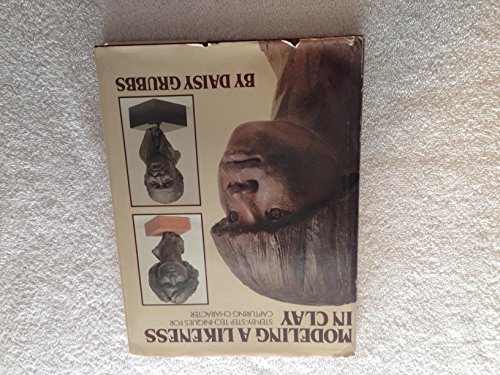 MODELING A LIKENESS
IN CLAY
STEP-BY-STEP TECHNIQUES FOR
CAPTURING CHARACTER
BY DAISY GRUBBS